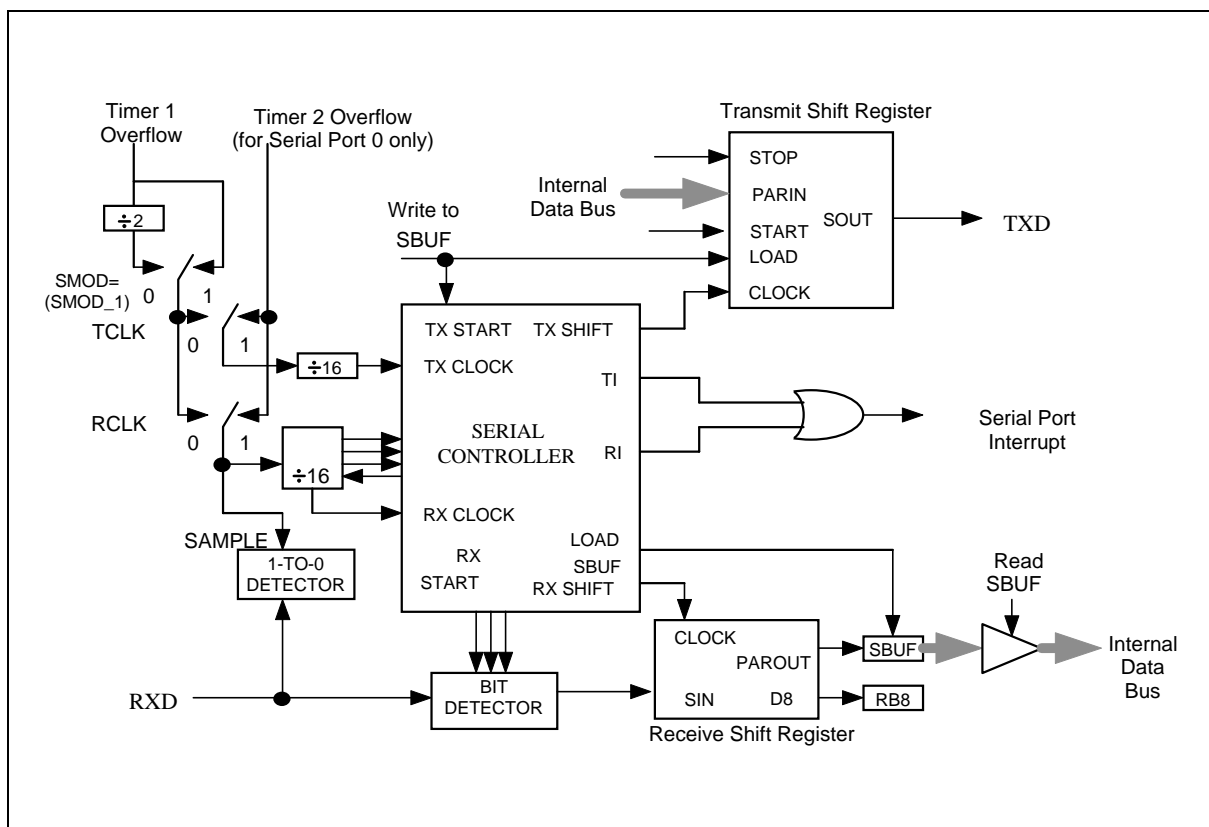 Timer 1
Overflow
Timer 2 Overflow
(for Serial Port 0 only)
÷2
SMOD=
(SMOD_1)
0
1
TCLK
0
1
÷16
RCLK
0
1
÷16
SAMPLE
1-TO-0
DETECTOR
RXD
Write to
SBUF
Internal
Data Bus
Transmit Shift Register
STOP
PARIN
SOUT
START
LOAD
CLOCK
TXD
TX START
TX SHIFT
TX CLOCK
TI
SERIAL
CONTROLLER
RI
RX CLOCK
LOAD
SBUF
RX
START
RX SHIFT
Serial Port
Interrupt
BIT
DETECTOR
CLOCK
PAROUT
SIN
D8
Receive Shift Register
SBUF
RB8
Read
SBUF
Internal
Data
Bus